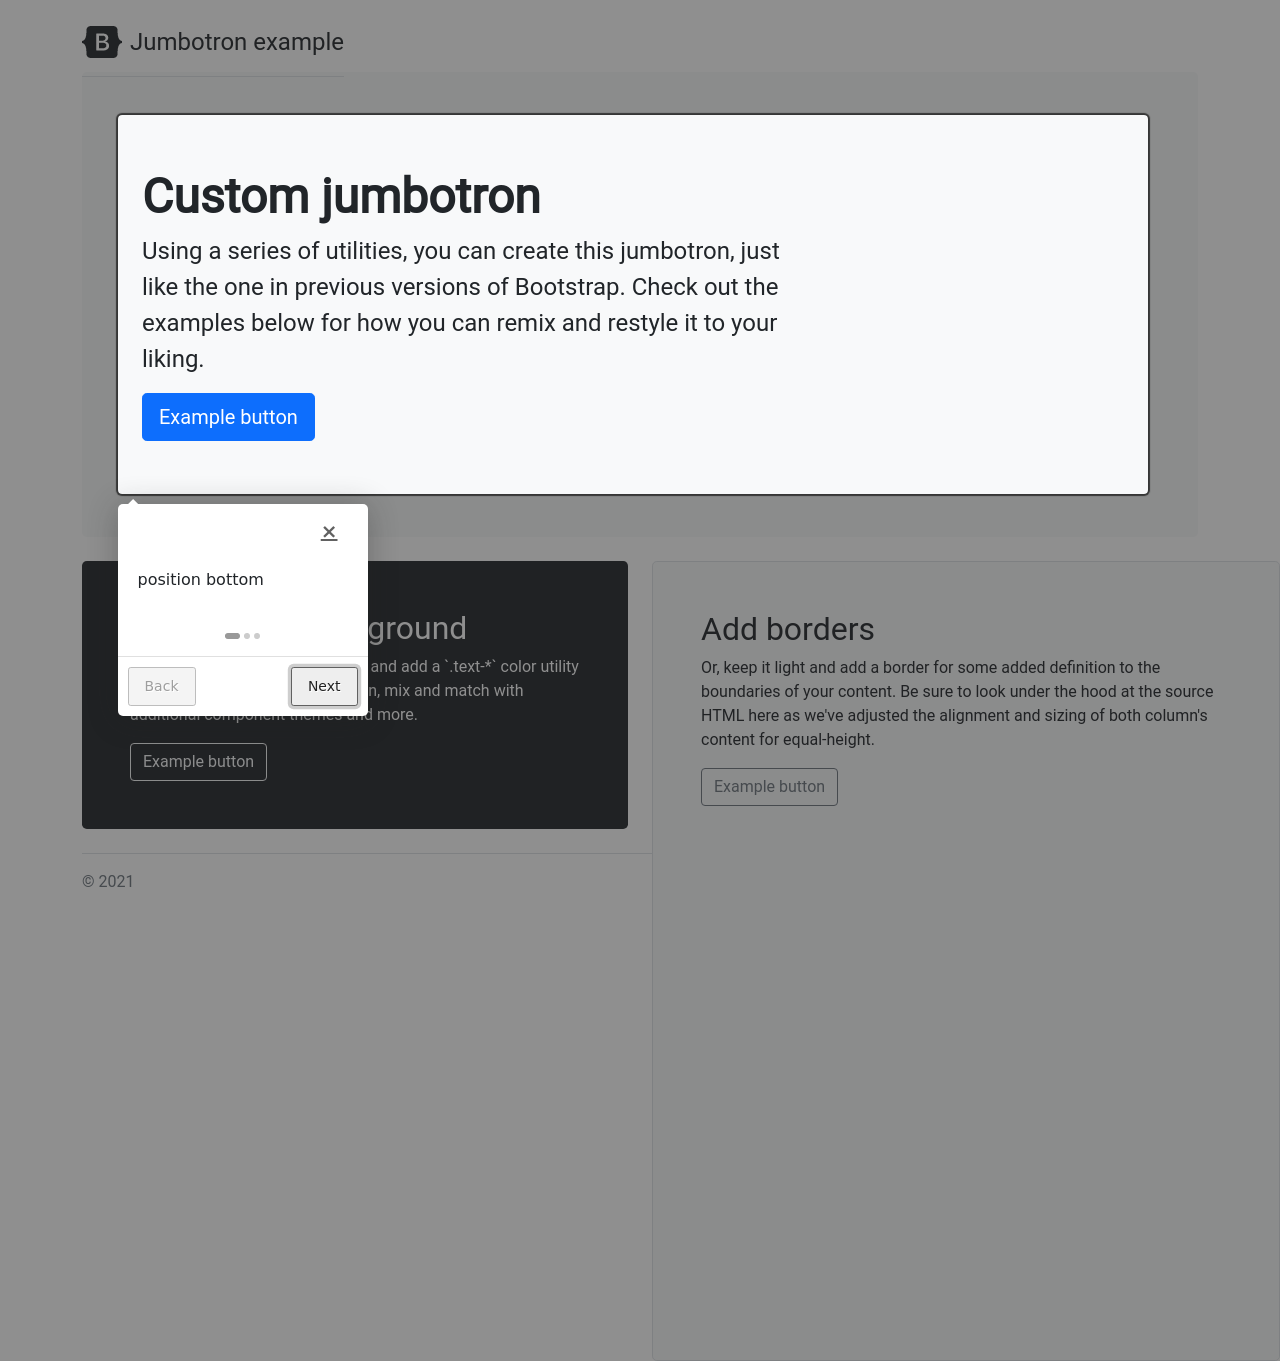 B Jumbotron example
Custom jumbotron
Using a series of utilities, you can create this jumbotron, just
like the one in previous versions of Bootstrap. Check out the
examples below for how you can remix and restyle it to your
liking.
Example button
×
position bottom
Back
Next
and add a `.text-*` color utility
mix and match with
additional component themes and more.
Example button
Add borders
Or, keep it light and add a border for some added definition to the
boundaries of your content. Be sure to look under the hood at the source
HTML here as we've adjusted the alignment and sizing of both column's
content for equal-height.
Example button
© 2021